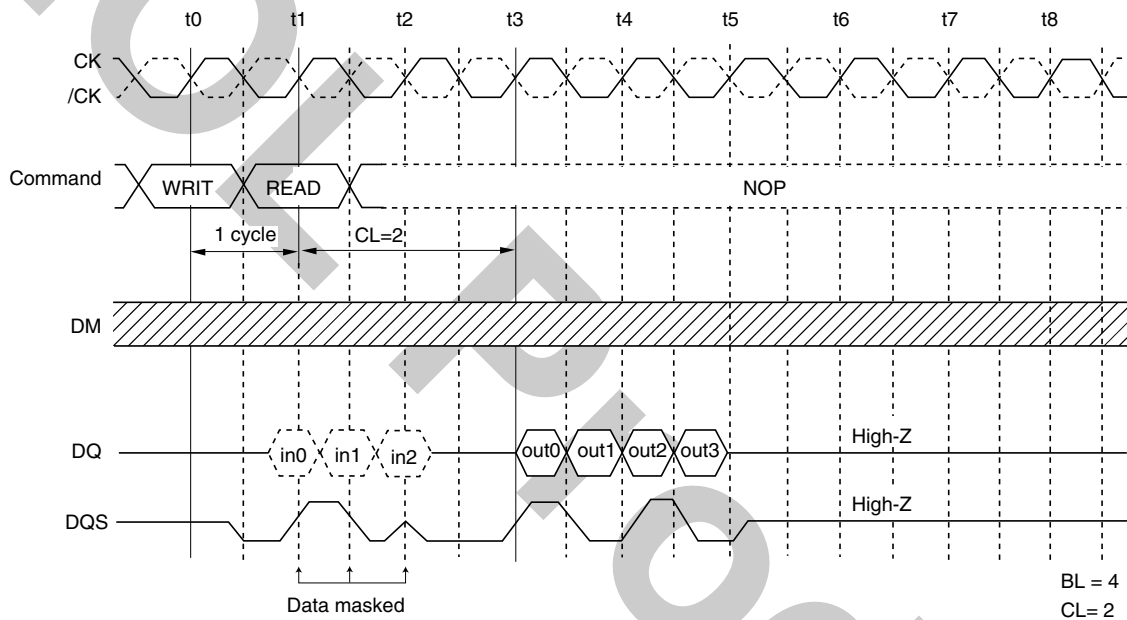 t0 t1 t2 t3 t4 t5 t6 t7 t8
CK
/CK
Command WRIT READ NOP
1 cycle CL=2
DM
DQ in0 in1 in2 out0 out1 out2 out3 High-Z
DQS High-Z
Data masked
BL = 4
CL= 2